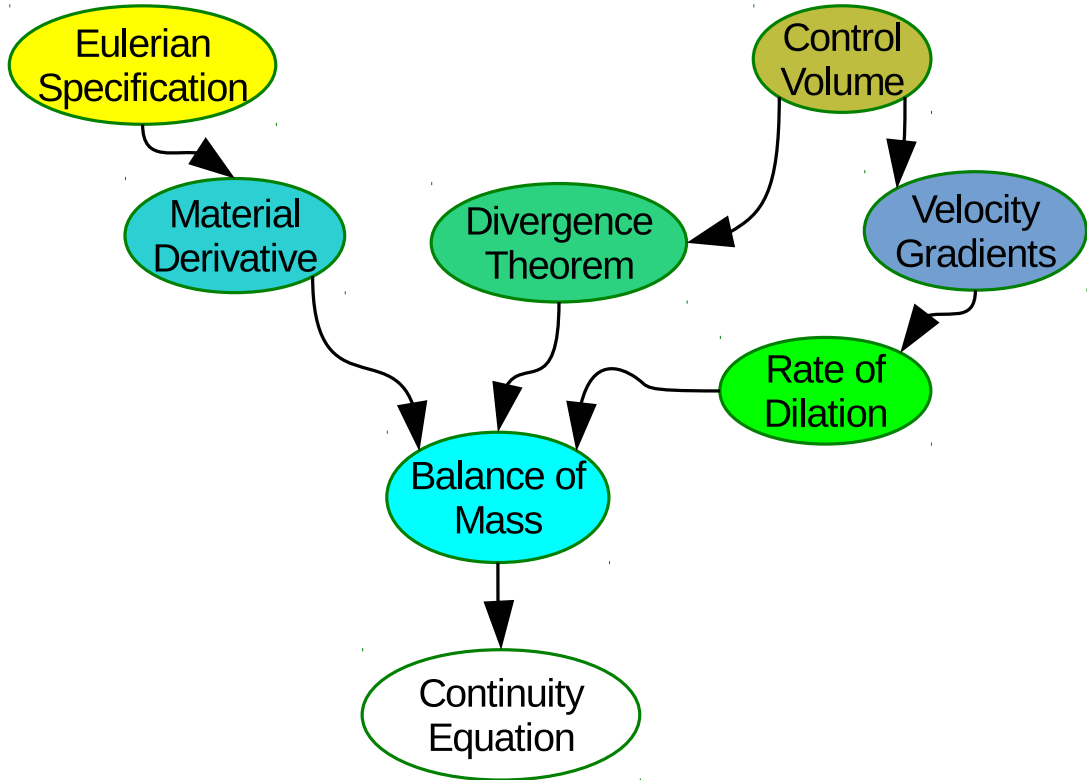 Eulerian
Specification
Control
Volume
Material
Derivative
Divergence
Theorem
Velocity
Gradients
Rate of
Dilation
Balance of
Mass
Continuity
Equation